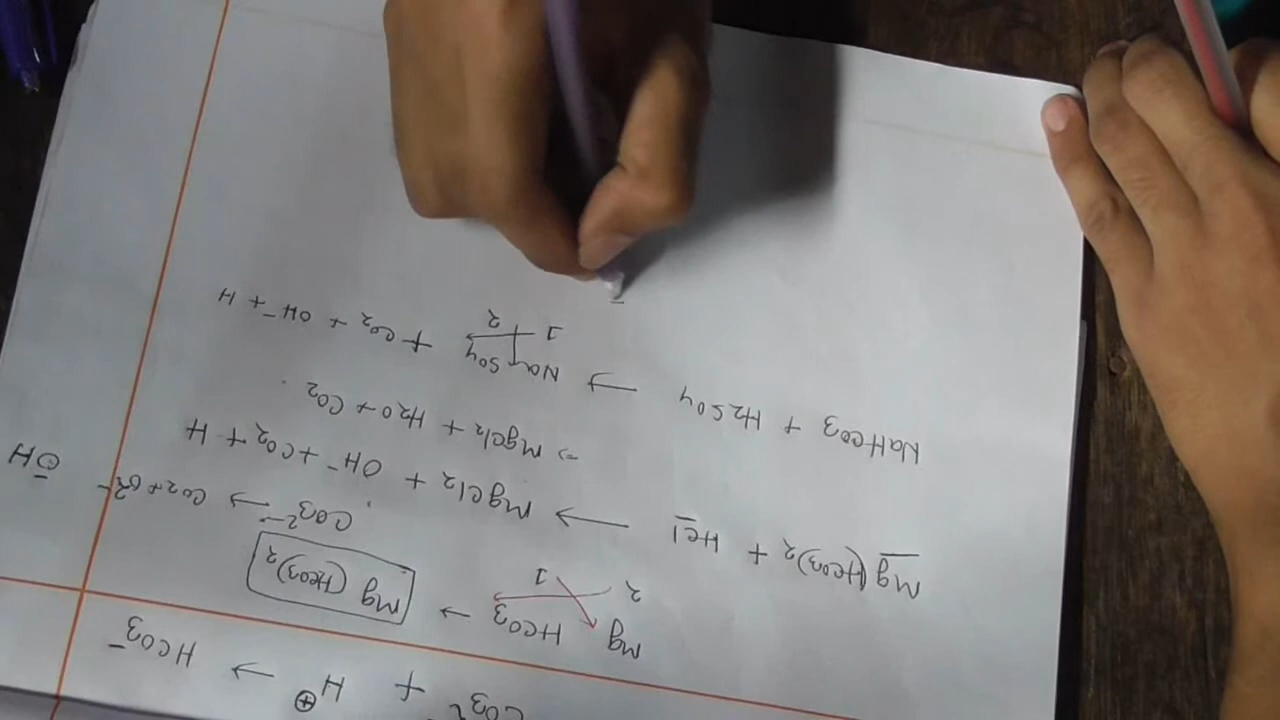 CO₃²⁻ + H⊕ → HCO₃⁻
Mg HCO₃ → Mg(HCO₃)₂
2 1
CO₃²⁻ → CO₂ + O²⁻
OH⁻
Mg(HCO₃)₂ + HCl → MgCl₂ + OH⁻ + CO₂ + H
⇒ MgCl₂ + H₂O + CO₂
NaHCO₃ + H₂SO₄ → Na₂SO₄ + CO₂ + OH⁻ + H
1 2